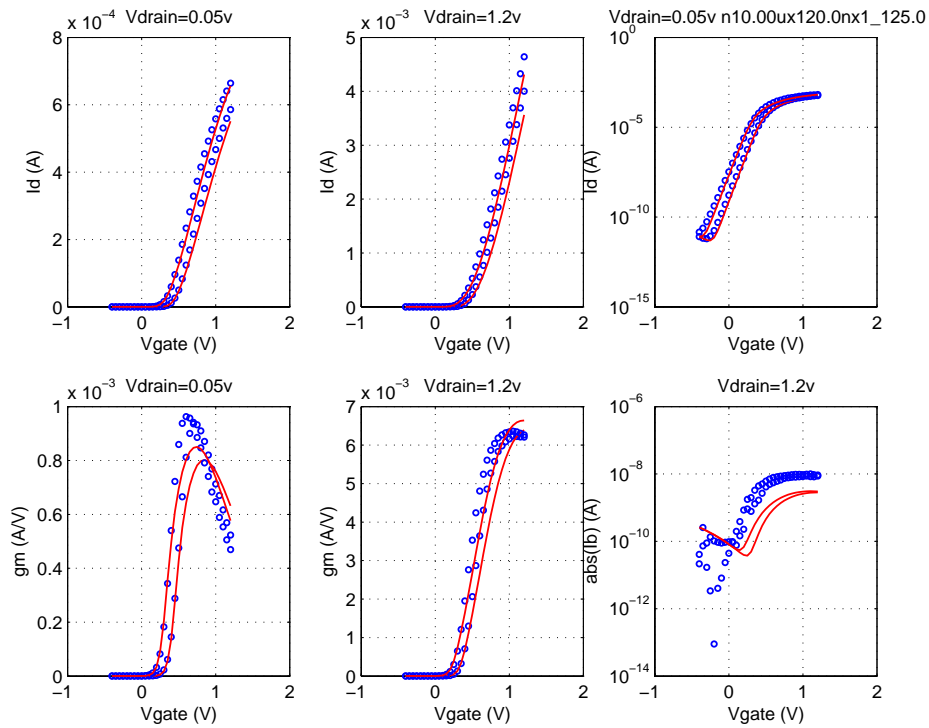 x 10⁻⁴ Vdrain=0.05v
8
6
4
2
0
Id (A)
−1 0 1 2
Vgate (V)
x 10⁻³ Vdrain=1.2v
5
4
3
2
1
0
Id (A)
−1 0 1 2
Vgate (V)
Vdrain=0.05v n10.00ux120.0nx1_125.0
10⁰
10⁻⁵
10⁻¹⁰
10⁻¹⁵
Id (A)
−1 0 1 2
Vgate (V)
x 10⁻³ Vdrain=0.05v
1
0.8
0.6
0.4
0.2
0
gm (A/V)
−1 0 1 2
Vgate (V)
x 10⁻³ Vdrain=1.2v
7
6
5
4
3
2
1
0
gm (A/V)
−1 0 1 2
Vgate (V)
Vdrain=1.2v
10⁻⁶
10⁻⁸
10⁻¹⁰
10⁻¹²
10⁻¹⁴
abs(Ib) (A)
−1 0 1 2
Vgate (V)